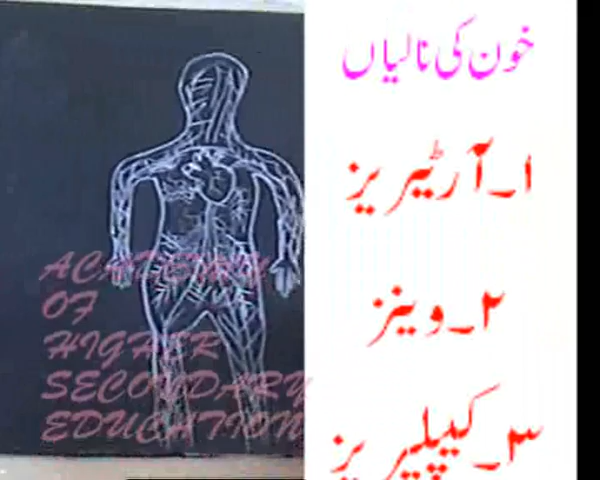 خون کی نالیاں
۱۔آرٹیریز
۲۔وینز
۳۔کیپلیریز
ACADEMY
OF
HIGHER
SECONDARY
EDUCATION